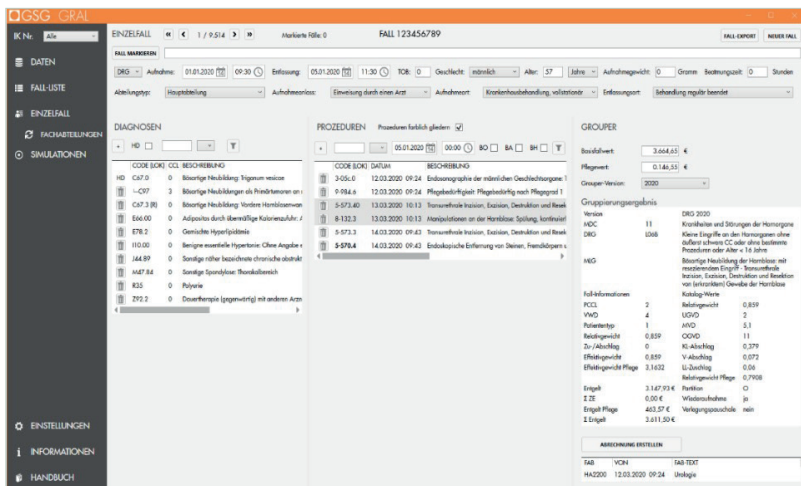 GSG GRAL
IK Nr. Alle
EINZELFALL 1 / 9.514 Markierte Fälle: 0 FALL 123456789 FALL-EXPORT NEUER FALL
FALL MARKIEREN
DATEN
FALL-LISTE
EINZELFALL
FACHABTEILUNGEN
SIMULATIONEN
EINSTELLUNGEN
INFORMATIONEN
HANDBUCH
DRG Aufnahme: 01.01.2020 09:30 Entlassung: 05.01.2020 11:30 TOB: 0 Geschlecht: männlich Alter: 57 Jahre Aufnahmegewicht: 0 Gramm Beatmungszeit: 0 Stunden
Abteilungstyp: Hauptabteilung Aufnahmeanlass: Einweisung durch einen Arzt Aufnahmeart: Krankenhausbehandlung, vollstationär Entlassungsart: Behandlung regulär beendet
DIAGNOSEN
+ HD
CODE (LOK) CCL BESCHREIBUNG
HD C67.0 0 Bösartige Neubildung: Trigonum vesicae
C97 3 Bösartige Neubildungen als Primärtumoren an
C67.3 (R) 0 Bösartige Neubildung: Vordere Harnblasenwan
E66.00 0 Adipositas durch übermäßige Kalorienzufuhr: A
E78.2 0 Gemischte Hyperlipidämie
I10.00 0 Benigne essentielle Hypertonie: Ohne Angabe e
J44.89 0 Sonstige näher bezeichnete chronische obstrukt
M47.84 0 Sonstige Spondylose: Thorakalbereich
R35 0 Polyurie
Z92.2 0 Dauertherapie (gegenwärtig) mit anderen Arzn
PROZEDUREN Prozeduren farblich gliedern
+ 05.01.2020 00:00 BO BA BH
CODE (LOK) DATUM BESCHREIBUNG
3-05c.0 12.03.2020 09:24 Endosonographie der männlichen Geschlechtsorgane: 1
9-984.6 12.03.2020 09:24 Pflegebedürftigkeit: Pflegebedürftig nach Pflegegrad 1
5-573.40 13.03.2020 10:13 Transurethrale Inzision, Exzision, Destruktion und Resek
8-132.3 13.03.2020 10:13 Manipulationen an der Harnblase: Spülung, kontinuierl
5-573.3 14.03.2020 09:43 Transurethrale Inzision, Exzision, Destruktion und Resek
5-570.4 14.03.2020 09:43 Endoskopische Entfernung von Steinen, Fremdkörpern u
GROUPER
Basisfallwert: 3.664,65 €
Pflegewert: 0.146,55 €
Grouper-Version: 2020
Gruppierungsergebnis
Version DRG 2020
MDC 11 Krankheiten und Störungen der Harnorgane
DRG L06B Kleine Eingriffe an den Harnorganen ohne
äußerst schwere CC oder ohne bestimmte
Prozeduren oder Alter < 16 Jahre
Bösartige Neubildung der Harnblase: mit
resezierendem Eingriff - Transurethrale
Inzision, Exzision, Destruktion und Resektion
von (erkranktem) Gewebe der Harnblase
Fall-Informationen Katalog-Werte
PCCL 2 Relativgewicht 0,859
VWD 4 UGVD 2
Patiententyp 1 MVD 5,1
Relativgewicht 0,859 OGVD 11
Zu-/Abschlag 0 KL-Abschlag 0,379
Effektivgewicht 0,859 V-Abschlag 0,072
Effektivgewicht Pflege 3,1632 LL-Zuschlag 0,06
Relativgewicht Pflege 0,7908
Entgelt 3.147,93 € Partition O
Σ ZE 0,00 € Wiederaufnahme ja
Entgelt Pflege 463,57 € Verlegungspauschale nein
Σ Entgelt 3.611,50 €
ABRECHNUNG ERSTELLEN
FAB VON FAB-TEXT
HA2200 12.03.2020 09:24 Urologie